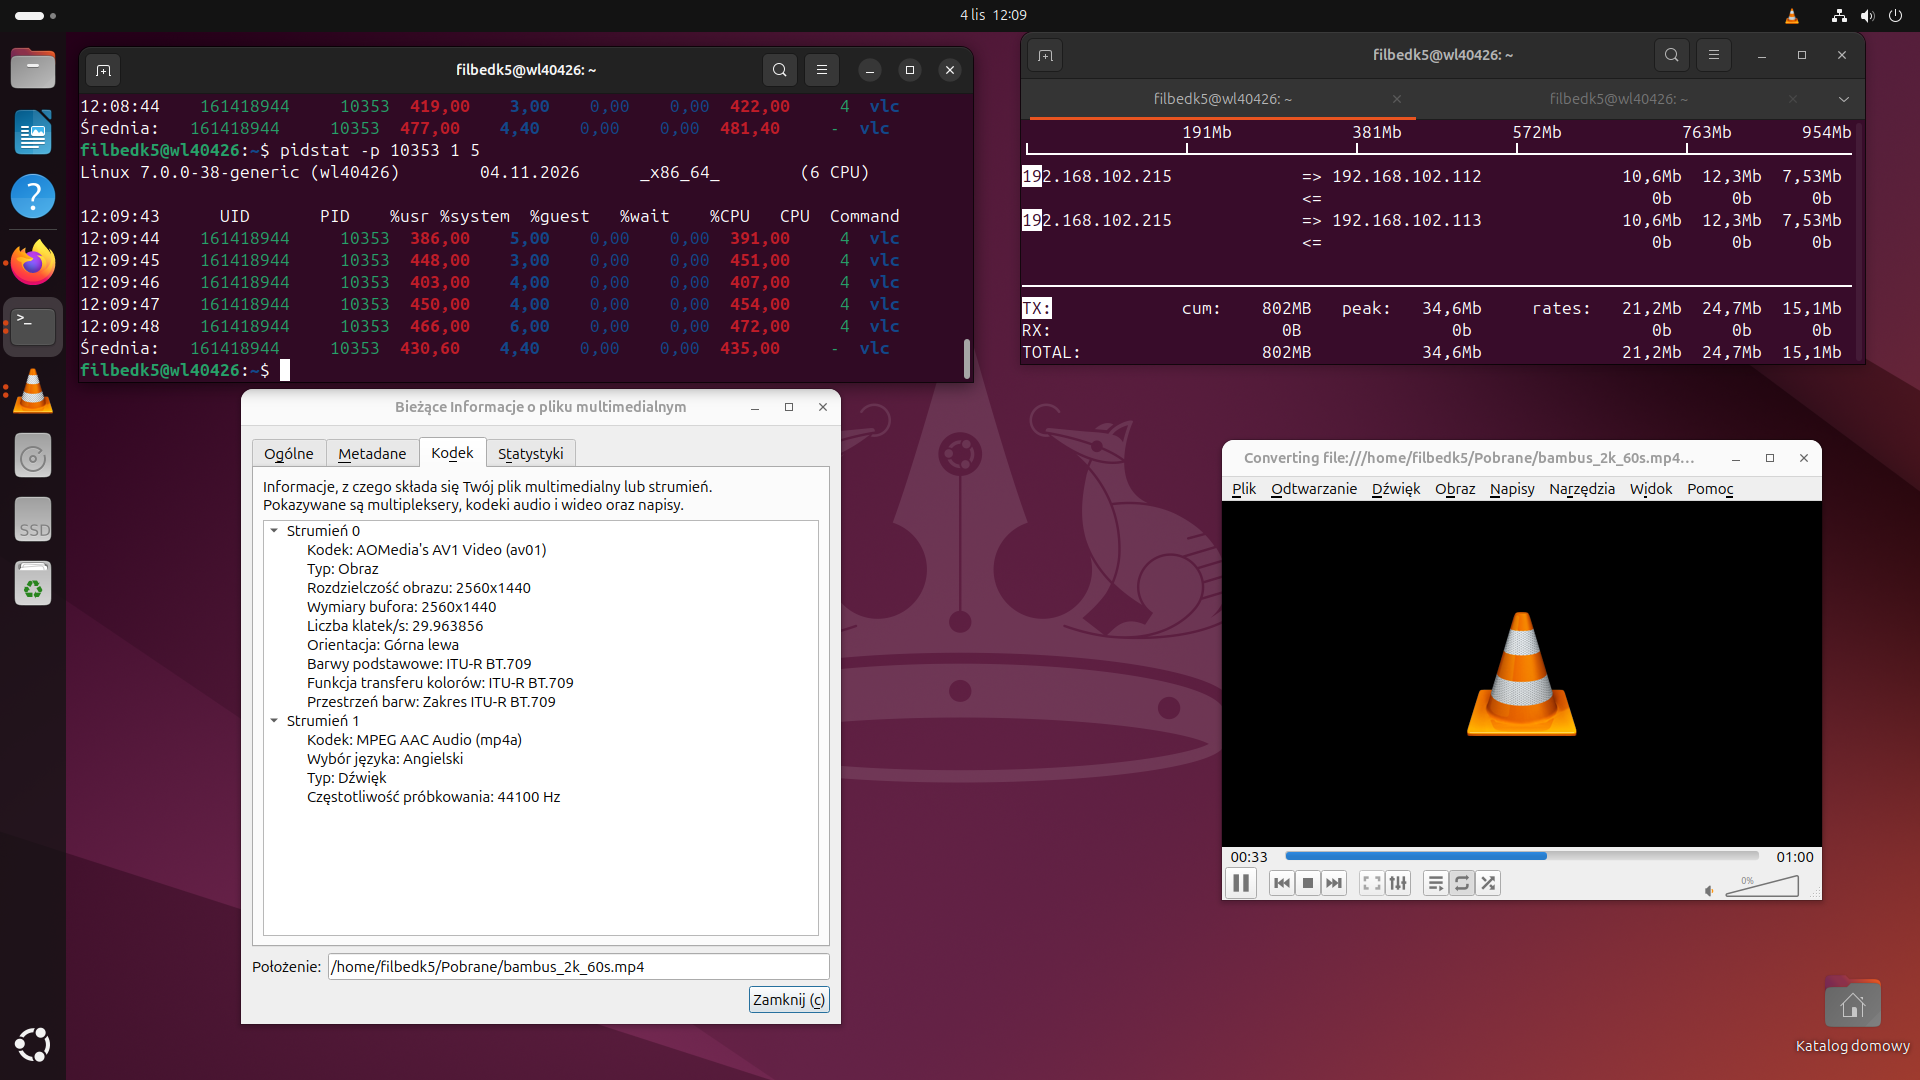 4 lis 12:09
filbedk5@wl40426: ~
12:08:44 161418944 10353 419,00 3,00 0,00 0,00 422,00 4 vlc
Średnia: 161418944 10353 477,00 4,40 0,00 0,00 481,40 - vlc
filbedk5@wl40426:~$ pidstat -p 10353 1 5
Linux 7.0.0-38-generic (wl40426) 04.11.2026 _x86_64_ (6 CPU)
12:09:43 UID PID %usr %system %guest %wait %CPU CPU Command
12:09:44 161418944 10353 386,00 5,00 0,00 0,00 391,00 4 vlc
12:09:45 161418944 10353 448,00 3,00 0,00 0,00 451,00 4 vlc
12:09:46 161418944 10353 403,00 4,00 0,00 0,00 407,00 4 vlc
12:09:47 161418944 10353 450,00 4,00 0,00 0,00 454,00 4 vlc
12:09:48 161418944 10353 466,00 6,00 0,00 0,00 472,00 4 vlc
Średnia: 161418944 10353 430,60 4,40 0,00 0,00 435,00 - vlc
filbedk5@wl40426:~$
filbedk5@wl40426: ~
filbedk5@wl40426: ~ filbedk5@wl40426: ~
191Mb 381Mb 572Mb 763Mb 954Mb
192.168.102.215 => 192.168.102.112 10,6Mb 12,3Mb 7,53Mb
<= 0b 0b 0b
192.168.102.215 => 192.168.102.113 10,6Mb 12,3Mb 7,53Mb
<= 0b 0b 0b
TX: cum: 802MB peak: 34,6Mb rates: 21,2Mb 24,7Mb 15,1Mb
RX: 0B 0b 0b 0b 0b
TOTAL: 802MB 34,6Mb 21,2Mb 24,7Mb 15,1Mb
Bieżące Informacje o pliku multimedialnym
Ogólne Metadane Kodek Statystyki
Informacje, z czego składa się Twój plik multimedialny lub strumień.
Pokazywane są multipleksery, kodeki audio i wideo oraz napisy.
Strumień 0
Kodek: AOMedia's AV1 Video (av01)
Typ: Obraz
Rozdzielczość obrazu: 2560x1440
Wymiary bufora: 2560x1440
Liczba klatek/s: 29.963856
Orientacja: Górna lewa
Barwy podstawowe: ITU-R BT.709
Funkcja transferu kolorów: ITU-R BT.709
Przestrzeń barw: Zakres ITU-R BT.709
Strumień 1
Kodek: MPEG AAC Audio (mp4a)
Wybór języka: Angielski
Typ: Dźwięk
Częstotliwość próbkowania: 44100 Hz
Położenie: /home/filbedk5/Pobrane/bambus_2k_60s.mp4
Zamknij (c)
Converting file:///home/filbedk5/Pobrane/bambus_2k_60s.mp4...
Plik Odtwarzanie Dźwięk Obraz Napisy Narzędzia Widok Pomoc
00:33 01:00
0%
SSD
Katalog domowy